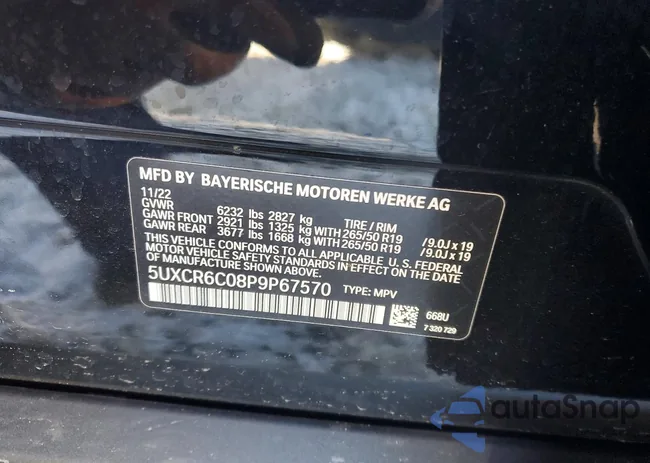 MFD BY BAYERISCHE MOTOREN WERKE AG
11/22
GVWR 6232 lbs 2827 kg TIRE / RIM
GAWR FRONT 2921 lbs 1325 kg WITH 265/50 R19 /9.0J x 19
GAWR REAR 3677 lbs 1668 kg WITH 265/50 R19 /9.0J x 19
THIS VEHICLE CONFORMS TO ALL APPLICABLE U. S. FEDERAL
MOTOR VEHICLE SAFETY STANDARDS IN EFFECT ON THE DATE
OF MANUFACTURE SHOWN ABOVE.
5UXCR6C08P9P67570 TYPE: MPV
668U
7 320 729
autoSnap